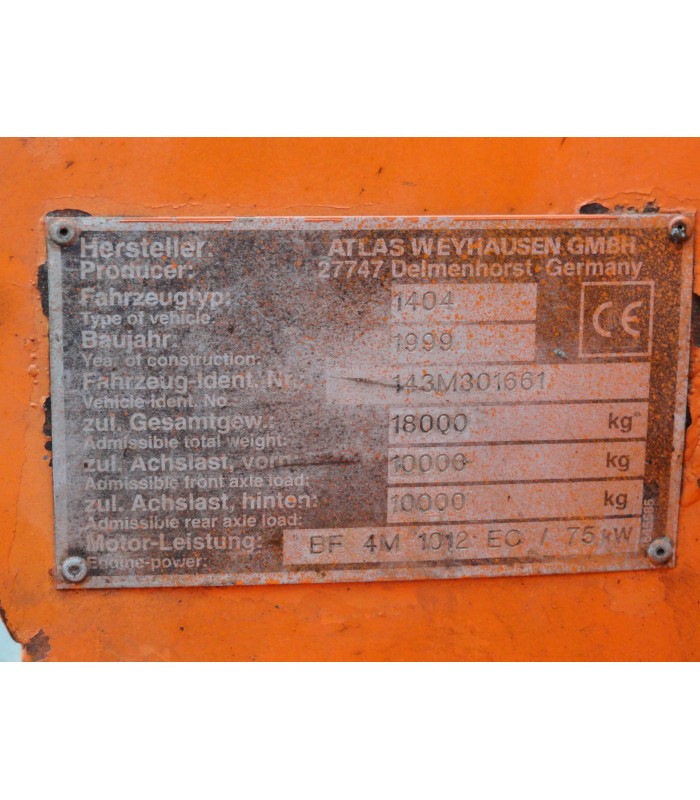 Hersteller: ATLAS WEYHAUSEN GMBH
Producer: 27747 Delmenhorst · Germany
Fahrzeugtyp: 1404
Type of vehicle:
Baujahr: 1999
Year of construction:
Fahrzeug-Ident. Nr. 143M301661
Vehicle-Ident. No.:
zul. Gesamtgew.: 18000 kg
Admissible total weight:
zul. Achslast, vorn 10000 kg
Admissible front axle load:
zul. Achslast, hinten: 10000 kg
Admissible rear axle load:
Motor-Leistung: BF 4M 1012 EC / 75 kW
Engine-power:
CE